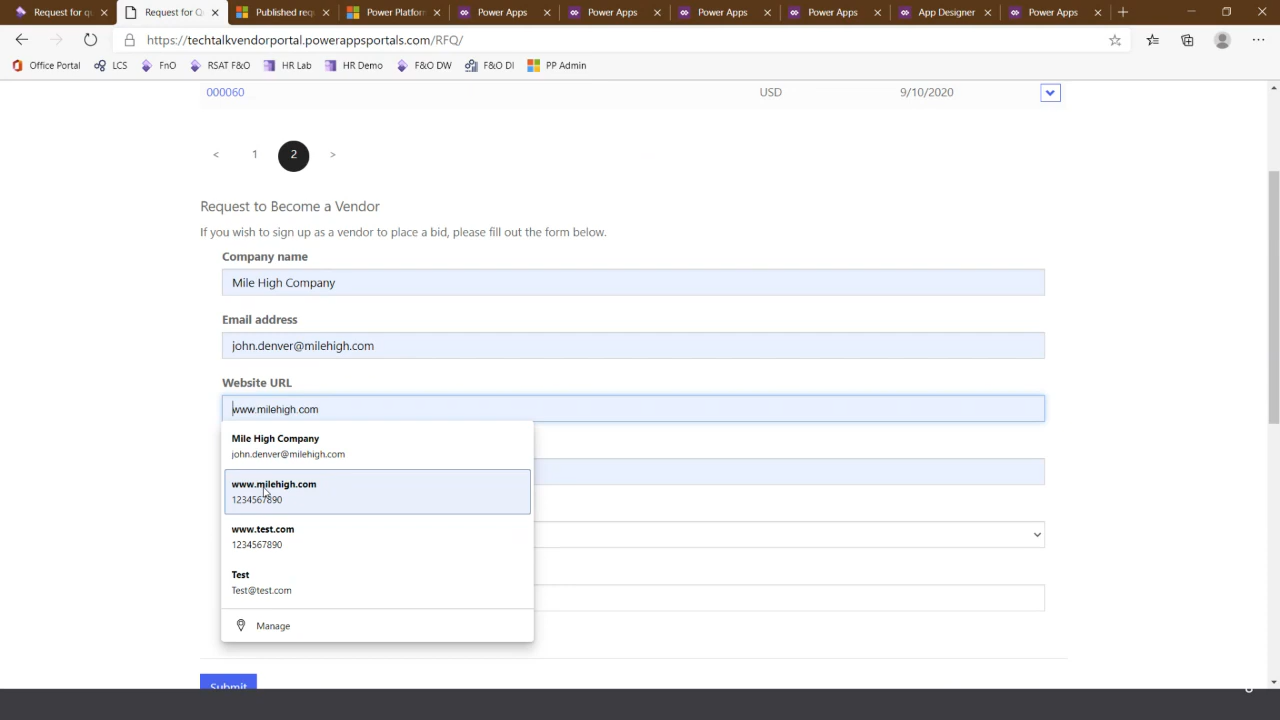 Request for qu
Request for Q
Published requ
Power Platform
Power Apps
Power Apps
Power Apps
Power Apps
App Designer
Power Apps
https://techtalkvendorportal.powerappsportals.com/RFQ/
Office Portal
LCS
FnO
RSAT F&O
HR Lab
HR Demo
F&O DW
F&O DI
PP Admin
000060 USD 9/10/2020
< 1 2 >
Request to Become a Vendor
If you wish to sign up as a vendor to place a bid, please fill out the form below.
Company name
Mile High Company
Email address
john.denver@milehigh.com
Website URL
www.milehigh.com
Mile High Company
john.denver@milehigh.com
www.milehigh.com
1234567890
www.test.com
1234567890
Test
Test@test.com
Manage
Submit